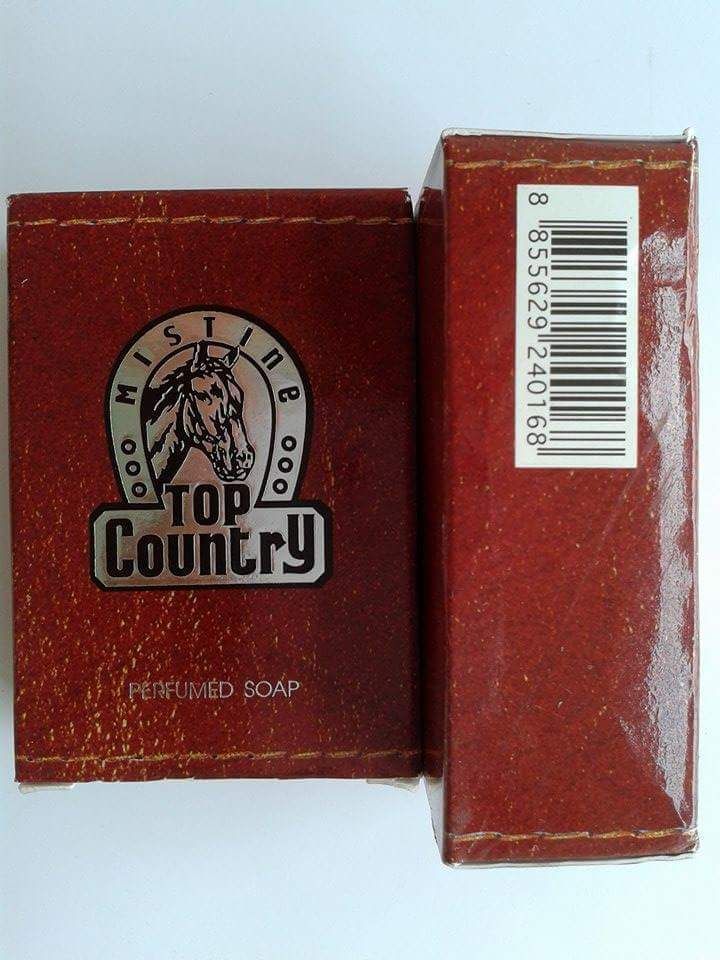 MISTINE
TOP
Country
PERFUMED SOAP
8 855629 240168